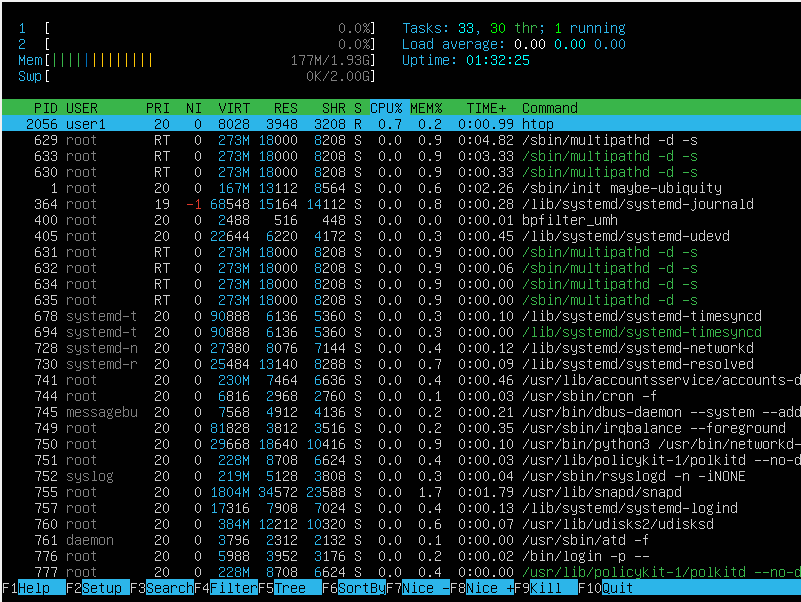 1 [ 0.0%] Tasks: 33, 30 thr; 1 running
2 [ 0.0%] Load average: 0.00 0.00 0.00
Mem[||||||||||||| 177M/1.93G] Uptime: 01:32:25
Swp[ 0K/2.00G]
PID USER PRI NI VIRT RES SHR S CPU% MEM% TIME+ Command
2056 user1 20 0 8028 3948 3208 R 0.7 0.2 0:00.99 htop
629 root RT 0 273M 18000 8208 S 0.0 0.9 0:04.82 /sbin/multipathd -d -s
633 root RT 0 273M 18000 8208 S 0.0 0.9 0:03.33 /sbin/multipathd -d -s
630 root RT 0 273M 18000 8208 S 0.0 0.9 0:00.00 /sbin/multipathd -d -s
1 root 20 0 167M 13112 8564 S 0.0 0.6 0:02.26 /sbin/init maybe-ubiquity
364 root 19 -1 68548 15164 14112 S 0.0 0.8 0:00.28 /lib/systemd/systemd-journald
400 root 20 0 2488 516 448 S 0.0 0.0 0:00.01 bpfilter_umh
405 root 20 0 22644 6220 4172 S 0.0 0.3 0:00.45 /lib/systemd/systemd-udevd
631 root RT 0 273M 18000 8208 S 0.0 0.9 0:00.00 /sbin/multipathd -d -s
632 root RT 0 273M 18000 8208 S 0.0 0.9 0:00.06 /sbin/multipathd -d -s
634 root RT 0 273M 18000 8208 S 0.0 0.9 0:00.00 /sbin/multipathd -d -s
635 root RT 0 273M 18000 8208 S 0.0 0.9 0:00.00 /sbin/multipathd -d -s
678 systemd-t 20 0 90888 6136 5360 S 0.0 0.3 0:00.10 /lib/systemd/systemd-timesyncd
694 systemd-t 20 0 90888 6136 5360 S 0.0 0.3 0:00.00 /lib/systemd/systemd-timesyncd
728 systemd-n 20 0 27380 8076 7144 S 0.0 0.4 0:00.12 /lib/systemd/systemd-networkd
730 systemd-r 20 0 25484 13140 8288 S 0.0 0.7 0:00.09 /lib/systemd/systemd-resolved
741 root 20 0 230M 7464 6636 S 0.0 0.4 0:00.46 /usr/lib/accountsservice/accounts-d
744 root 20 0 6816 2968 2760 S 0.0 0.1 0:00.03 /usr/sbin/cron -f
745 messagebu 20 0 7568 4912 4136 S 0.0 0.2 0:00.21 /usr/bin/dbus-daemon --system --add
749 root 20 0 81828 3812 3516 S 0.0 0.2 0:00.35 /usr/sbin/irqbalance --foreground
750 root 20 0 29668 18640 10416 S 0.0 0.9 0:00.10 /usr/bin/python3 /usr/bin/networkd-
751 root 20 0 228M 8708 6624 S 0.0 0.4 0:00.03 /usr/lib/policykit-1/polkitd --no-d
752 syslog 20 0 219M 5128 3808 S 0.0 0.3 0:00.04 /usr/sbin/rsyslogd -n -iNONE
755 root 20 0 1804M 34572 23588 S 0.0 1.7 0:01.79 /usr/lib/snapd/snapd
757 root 20 0 17316 7908 7024 S 0.0 0.4 0:00.13 /lib/systemd/systemd-logind
760 root 20 0 384M 12212 10320 S 0.0 0.6 0:00.07 /usr/lib/udisks2/udisksd
761 daemon 20 0 3796 2312 2132 S 0.0 0.1 0:00.00 /usr/sbin/atd -f
776 root 20 0 5988 3952 3176 S 0.0 0.2 0:00.02 /bin/login -p --
777 root 20 0 228M 8708 6624 S 0.0 0.4 0:00.00 /usr/lib/policykit-1/polkitd --no-d
F1Help F2Setup F3SearchF4FilterF5Tree F6SortByF7Nice -F8Nice +F9Kill F10Quit